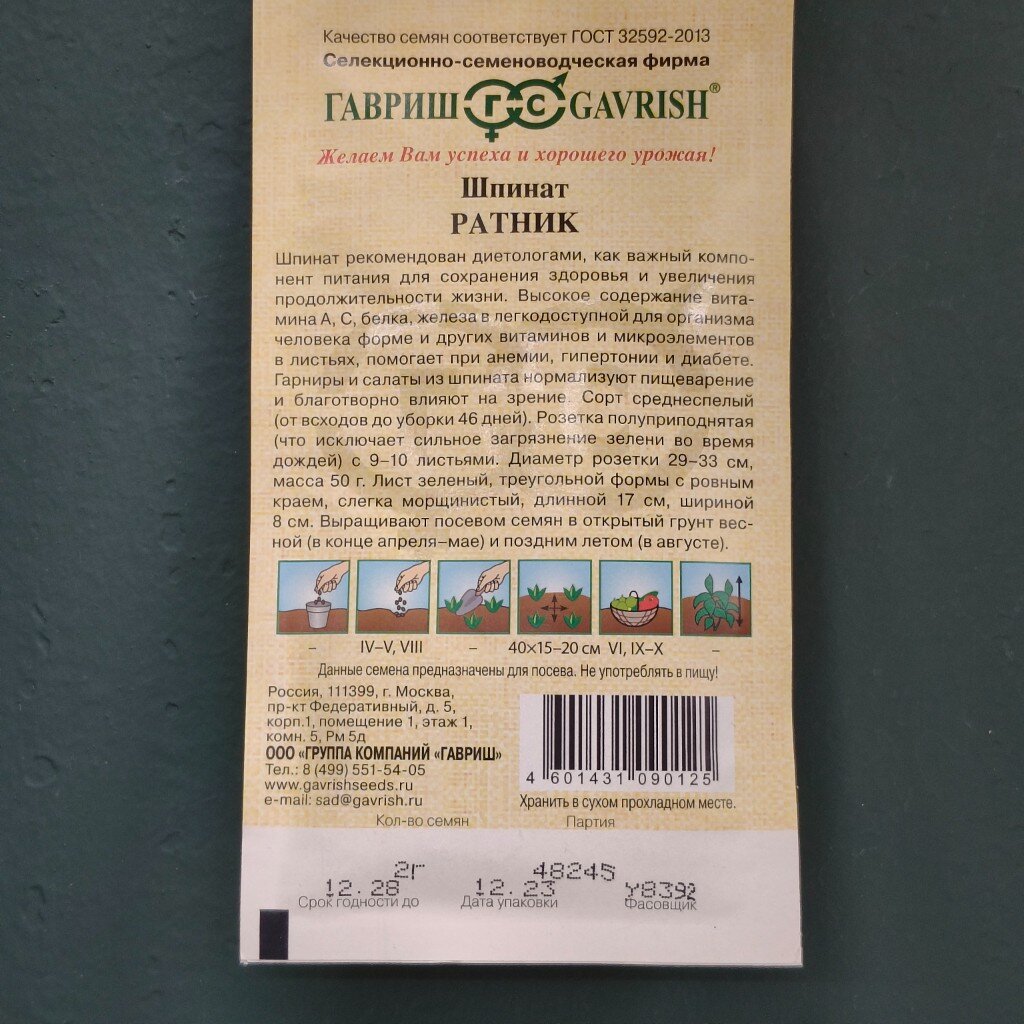 Качество семян соответствует ГОСТ 32592-2013
Селекционно-семеноводческая фирма
ГАВРИШ ГС GAVRISH®
Желаем Вам успеха и хорошего урожая!
Шпинат
РАТНИК
Шпинат рекомендован диетологами, как важный компо-
нент питания для сохранения здоровья и увеличения
продолжительности жизни. Высокое содержание вита-
мина А, С, белка, железа в легкодоступной для организма
человека форме и других витаминов и микроэлементов
в листьях, помогает при анемии, гипертонии и диабете.
Гарниры и салаты из шпината нормализуют пищеварение
и благотворно влияют на зрение. Сорт среднеспелый
(от всходов до уборки 46 дней). Розетка полуприподнятая
(что исключает сильное загрязнение зелени во время
дождей) с 9–10 листьями. Диаметр розетки 29–33 см,
масса 50 г. Лист зеленый, треугольной формы с ровным
краем, слегка морщинистый, длинной 17 см, шириной
8 см. Выращивают посевом семян в открытый грунт вес-
ной (в конце апреля–мае) и поздним летом (в августе).
– IV–V, VIII – 40×15–20 см VI, IX–X –
Данные семена предназначены для посева. Не употреблять в пищу!
Россия, 111399, г. Москва,
пр-кт Федеративный, д. 5,
корп.1, помещение 1, этаж 1,
комн. 5, Рм 5д
ООО «ГРУППА КОМПАНИЙ «ГАВРИШ»
Тел.: 8 (499) 551-54-05
www.gavrishseeds.ru
e-mail: sad@gavrish.ru
4 601431 090125
Хранить в сухом прохладном месте.
Кол-во семян Партия
2г 48245
12.28 12.23 У8392
Срок годности до Дата упаковки Фасовщик